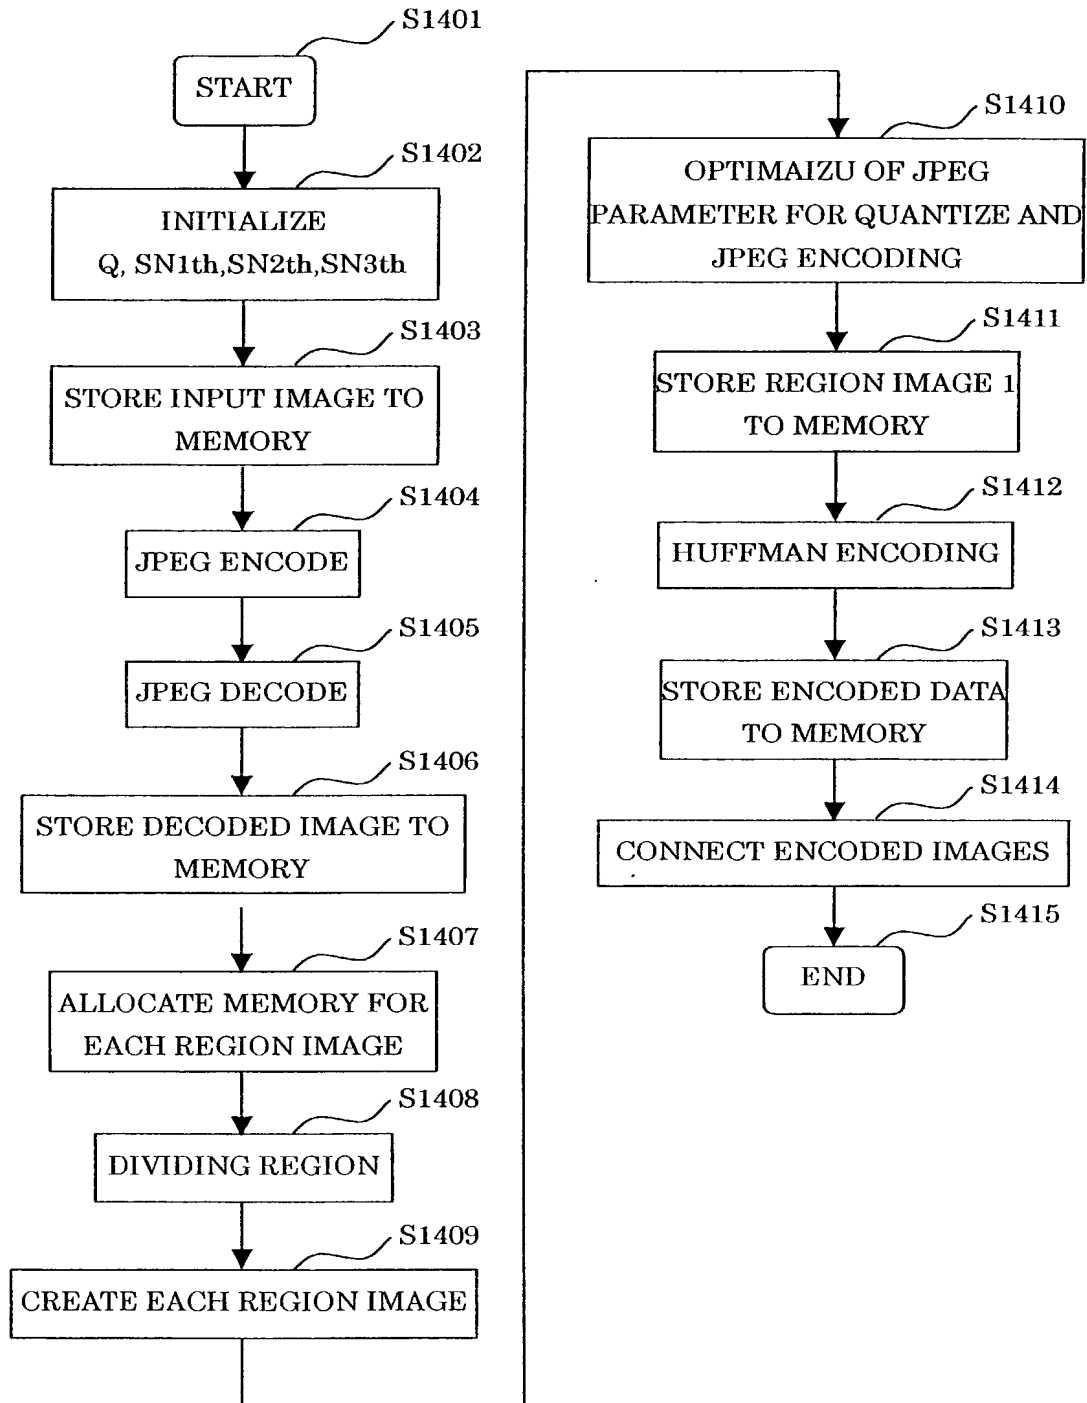 S1401
START
S1402
INITIALIZE
Q, SN1th,SN2th,SN3th
S1403
STORE INPUT IMAGE TO
MEMORY
S1404
JPEG ENCODE
S1405
JPEG DECODE
S1406
STORE DECODED IMAGE TO
MEMORY
S1407
ALLOCATE MEMORY FOR
EACH REGION IMAGE
S1408
DIVIDING REGION
S1409
CREATE EACH REGION IMAGE
S1410
OPTIMAIZU OF JPEG
PARAMETER FOR QUANTIZE AND
JPEG ENCODING
S1411
STORE REGION IMAGE 1
TO MEMORY
S1412
HUFFMAN ENCODING
S1413
STORE ENCODED DATA
TO MEMORY
S1414
CONNECT ENCODED IMAGES
S1415
END